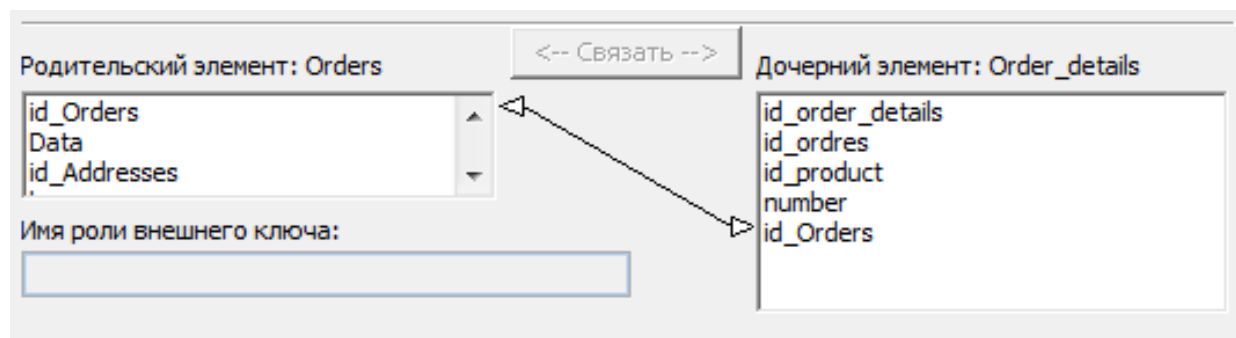 <-- Связать -->
Родительский элемент: Orders
Дочерний элемент: Order_details
id_Orders
Data
id_Addresses
id_order_details
id_ordres
id_product
number
id_Orders
Имя роли внешнего ключа: